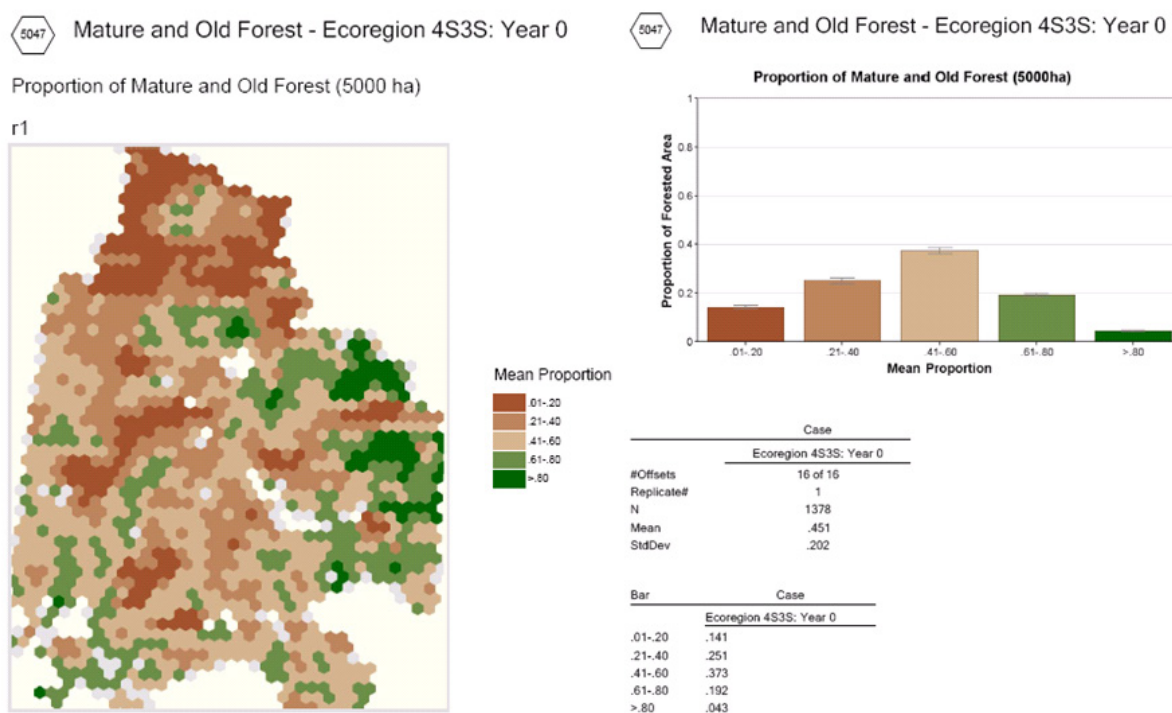 5047
Mature and Old Forest - Ecoregion 4S3S: Year 0
Proportion of Mature and Old Forest (5000 ha)
r1
Mean Proportion
.01-.20
.21-.40
.41-.60
.61-.80
>.80
5047
Mature and Old Forest - Ecoregion 4S3S: Year 0
Proportion of Mature and Old Forest (5000ha)
Proportion of Forested Area
1
0.8
0.6
0.4
0.2
0
.01-.20 .21-.40 .41-.60 .61-.80 >.80
Mean Proportion
Case
Ecoregion 4S3S: Year 0
#Offsets 16 of 16
Replicate# 1
N 1378
Mean .451
StdDev .202
Bar Case
Ecoregion 4S3S: Year 0
.01-.20 .141
.21-.40 .251
.41-.60 .373
.61-.80 .192
>.80 .043